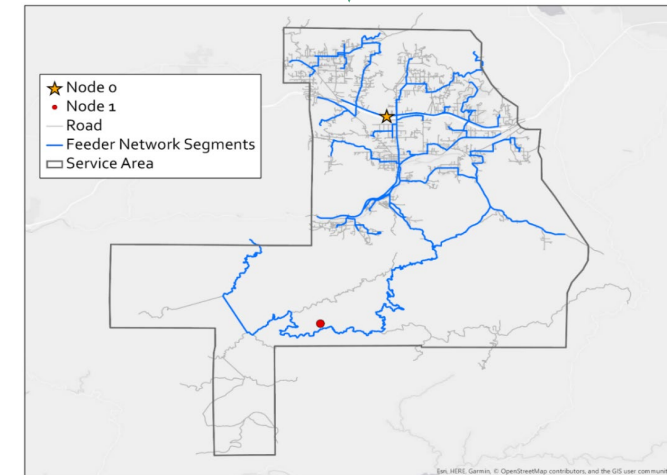 Node 0
Node 1
Road
Feeder Network Segments
Service Area
Esri, HERE, Garmin, © OpenStreetMap contributors, and the GIS user communit